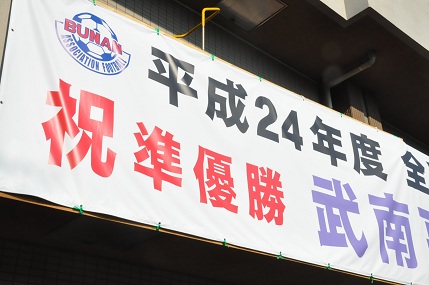 BUNAN
ASSOCIATION FOOTBALL
平成24年度 全
祝準優勝 武南